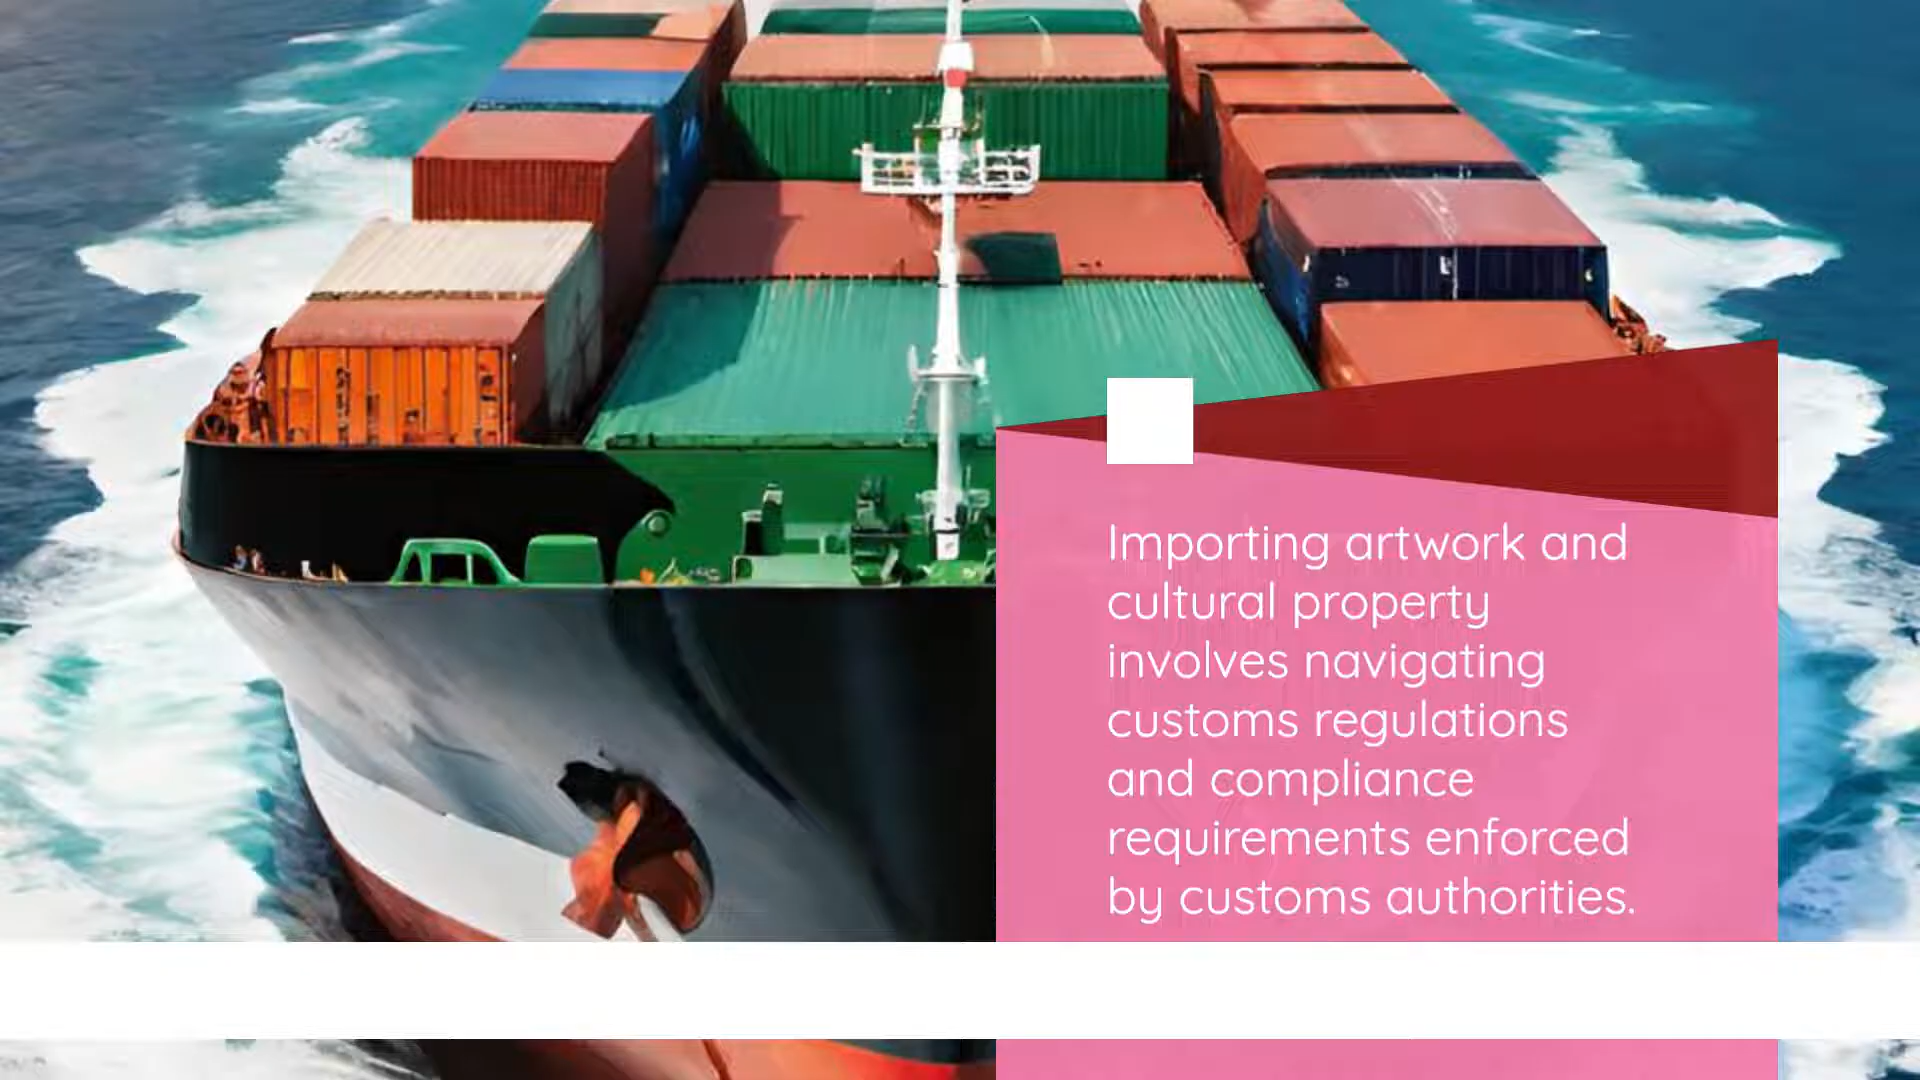 Importing artwork and
cultural property
involves navigating
customs regulations
and compliance
requirements enforced
by customs authorities.